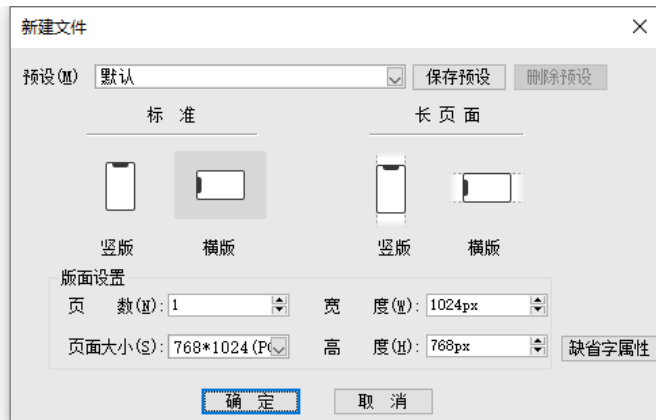 新建文件
预设(M) 默认 保存预设 删除预设
标 准 长 页 面
竖版 横版 竖版 横版
版面设置
页 数(N): 1 宽 度(W): 1024px
页面大小(S): 768*1024(P 高 度(H): 768px 缺省字属性
确 定 取 消